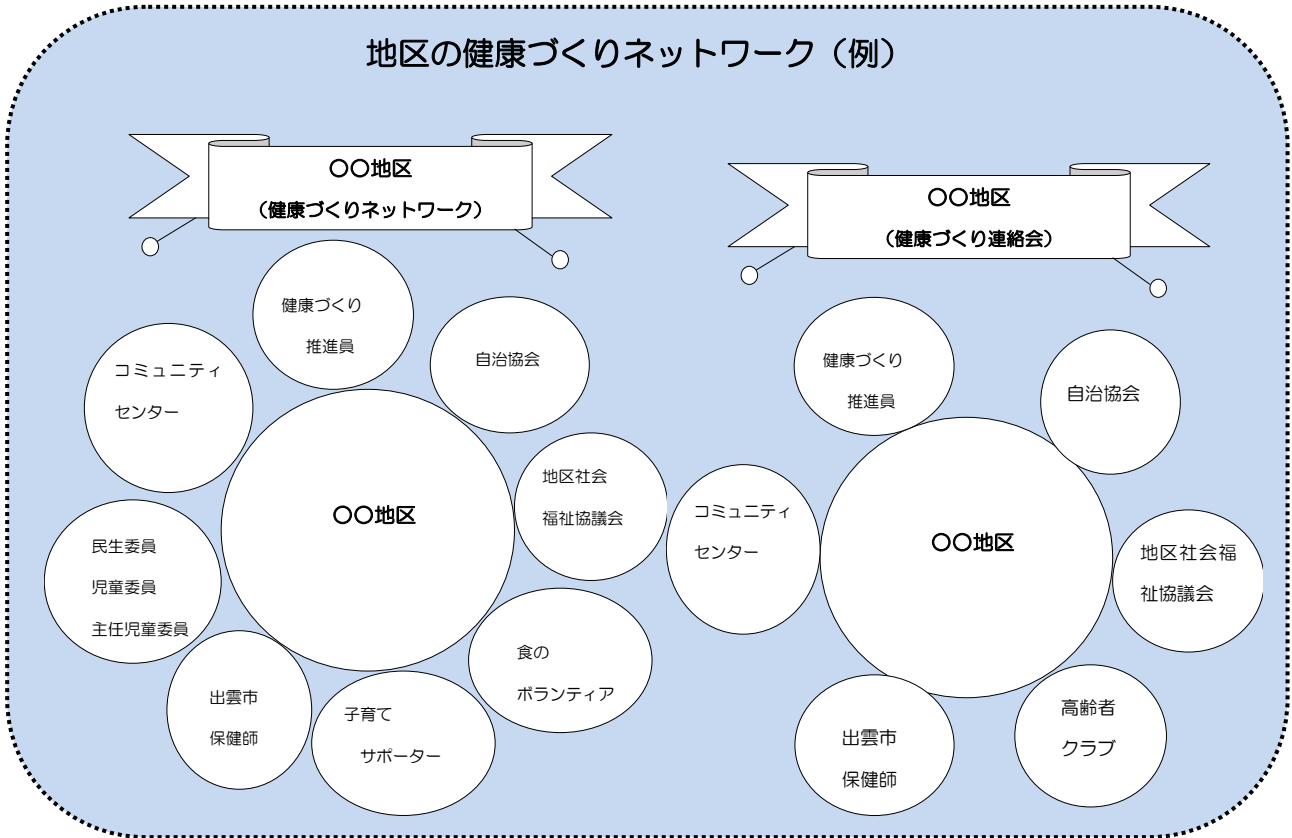 地区の健康づくりネットワーク（例）
〇〇地区
（健康づくりネットワーク）
健康づくり
推進員
自治協会
コミュニティ
センター
地区社会
福祉協議会
〇〇地区
民生委員
児童委員
主任児童委員
食の
ボランティア
出雲市
保健師
子育て
サポーター
〇〇地区
（健康づくり連絡会）
健康づくり
推進員
自治協会
コミュニティ
センター
〇〇地区
地区社会福
祉協議会
出雲市
保健師
高齢者
クラブ